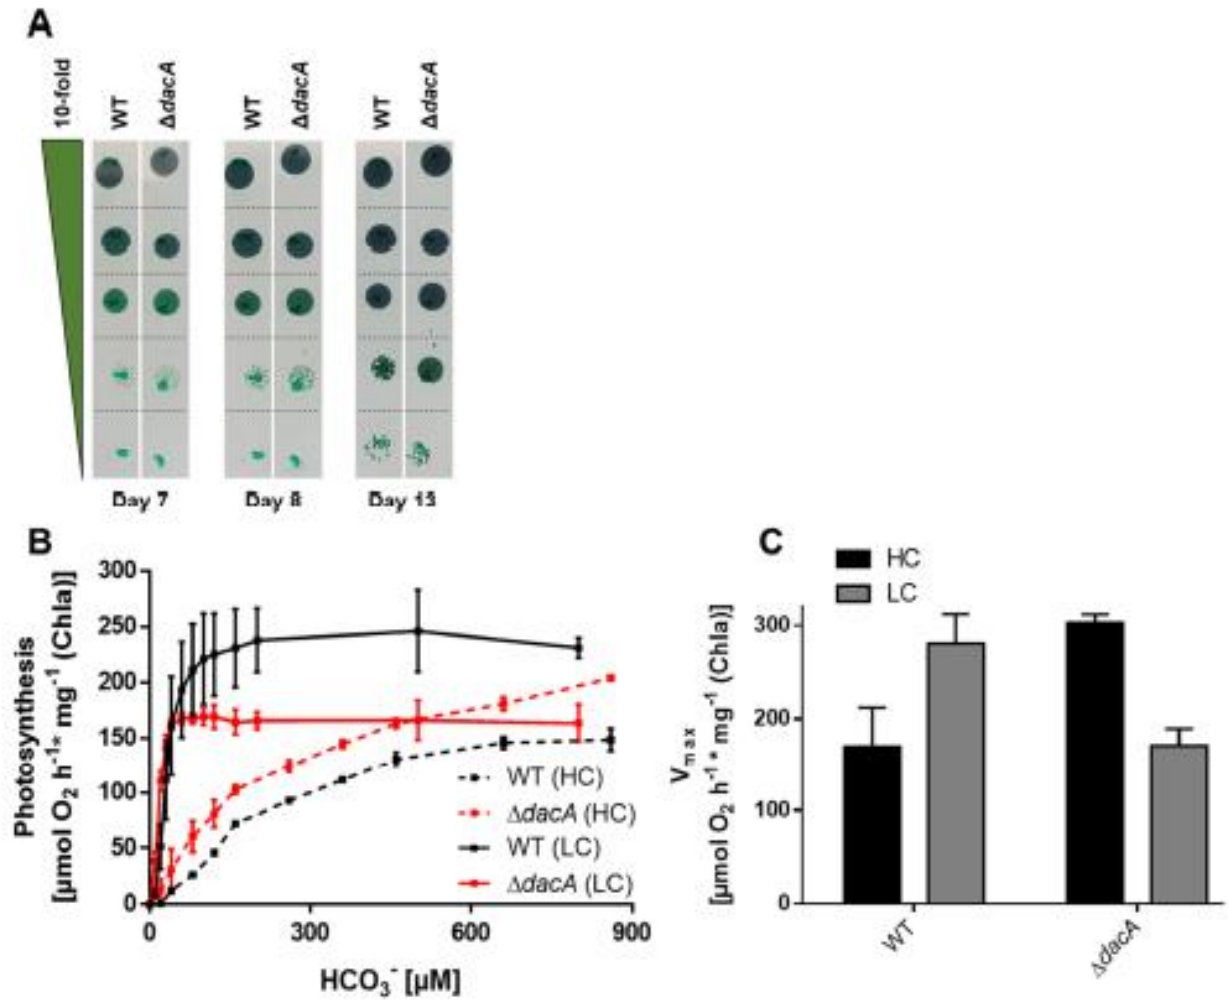 A
10-fold
WT
ΔdacA
WT
ΔdacA
WT
ΔdacA
Day 7
Day 8
Day 13
B
Photosynthesis
[µmol O2 h-1* mg-1 (Chla)]
300
250
200
150
100
50
0
WT (HC)
ΔdacA (HC)
WT (LC)
ΔdacA (LC)
0
300
600
900
HCO3- [µM]
C
HC
LC
Vmax
[µmol O2 h-1* mg-1 (Chla)]
300
200
100
0
WT
ΔdacA